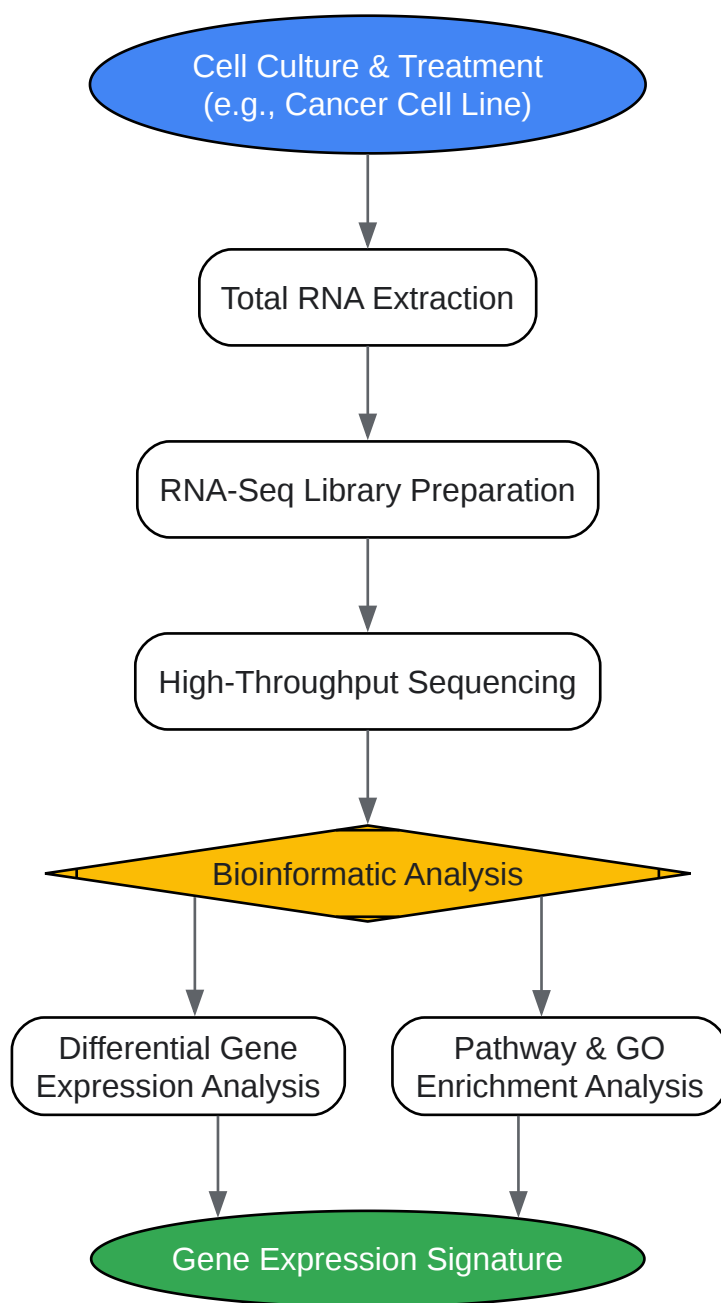 Cell Culture & Treatment
(e.g., Cancer Cell Line)
Total RNA Extraction
RNA-Seq Library Preparation
High-Throughput Sequencing
Bioinformatic Analysis
Differential Gene
Expression Analysis
Pathway & GO
Enrichment Analysis
Gene Expression Signature